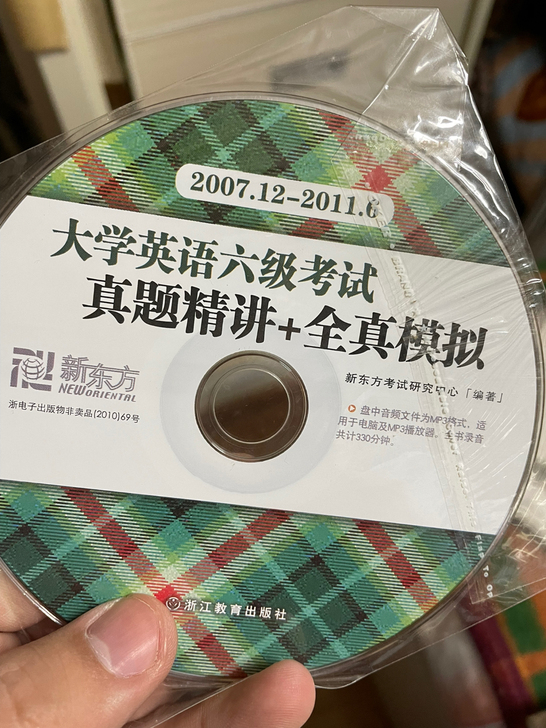 2007.12-2011.6
大学英语六级考试
真题精讲+全真模拟
新东方
NEW ORIENTAL
浙电子出版物非卖品(2010)69号
新东方考试研究中心「编著」
盘中音频文件为MP3格式，适
用于电脑及MP3播放器。全书录音
共计330分钟。
浙江教育出版社